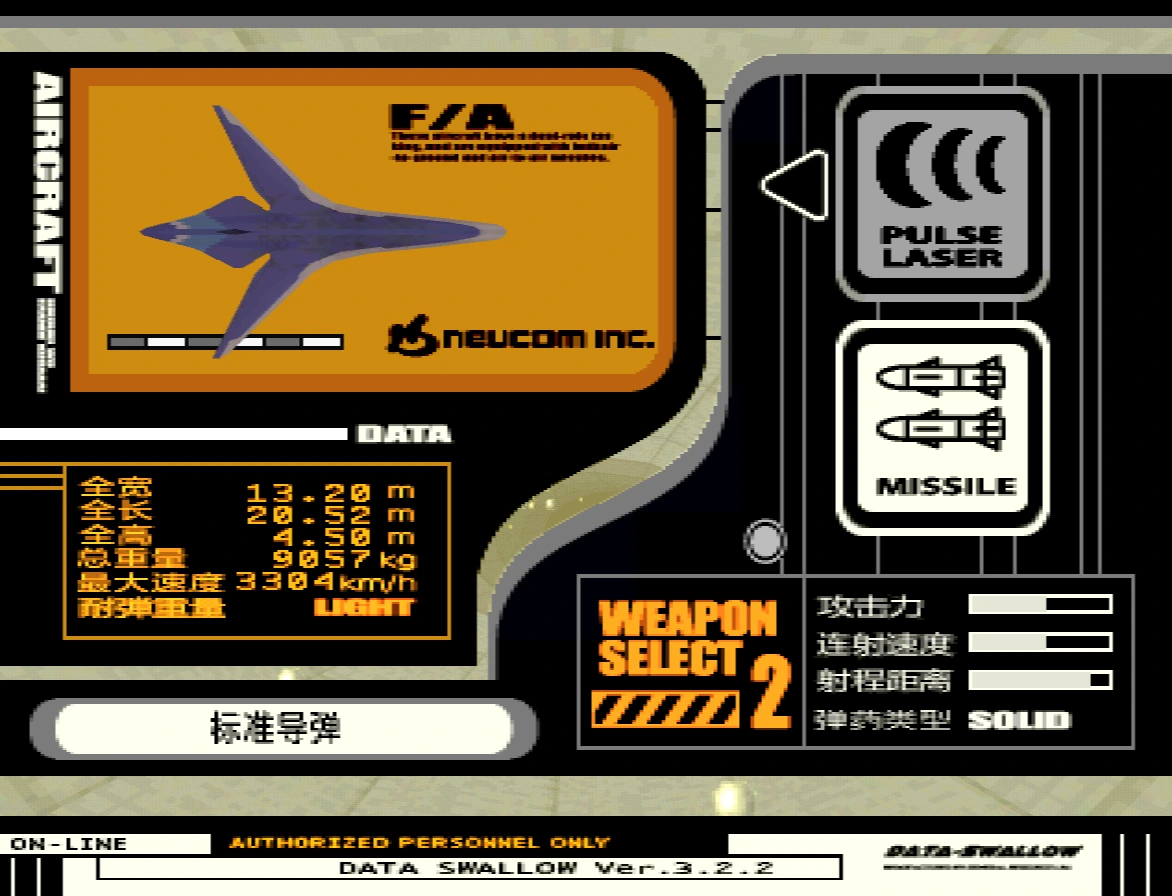 AIRCRAFT
F/A
neucom inc.
PULSE
LASER
MISSILE
DATA
全宽 13.20 m
全长 20.52 m
全高 4.50 m
总重量 9057 kg
最大速度 3304km/h
耐弹重量 LIGHT
WEAPON
SELECT 2
攻击力
连射速度
射程距离
弹药类型 SOLID
标准导弹
ON-LINE
AUTHORIZED PERSONNEL ONLY
DATA SWALLOW Ver.3.2.2
DATA-SWALLOW